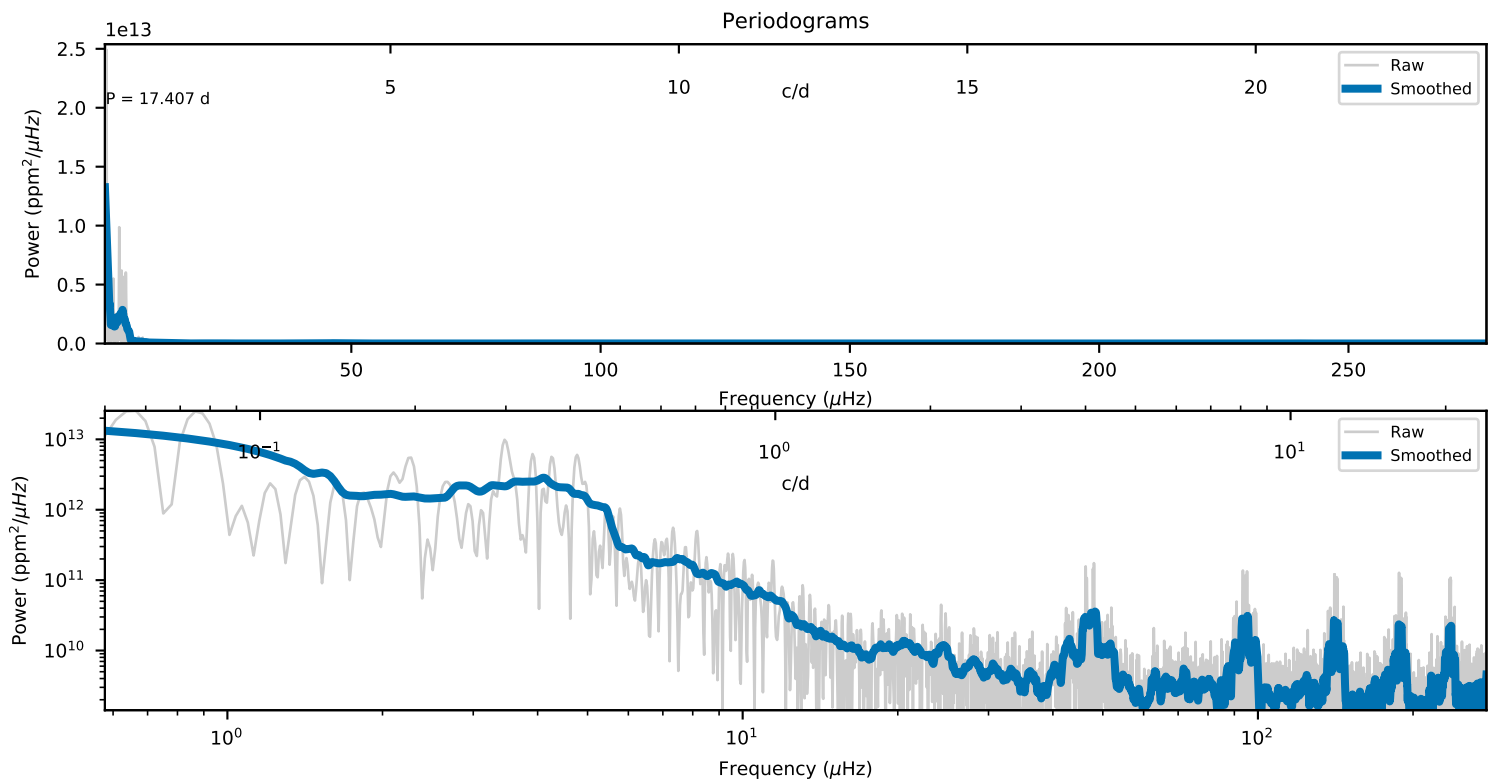 Periodograms
1e13
2.5
2.0
1.5
1.0
0.5
0.0
Power (ppm²/μHz)
P = 17.407 d
5
10
15
20
c/d
Raw
Smoothed
50
100
150
200
250
Frequency (μHz)
10¹³
10¹²
10¹¹
10¹⁰
Power (ppm²/μHz)
10⁻¹
10⁰
10¹
c/d
Raw
Smoothed
10⁰
10¹
10²
Frequency (μHz)